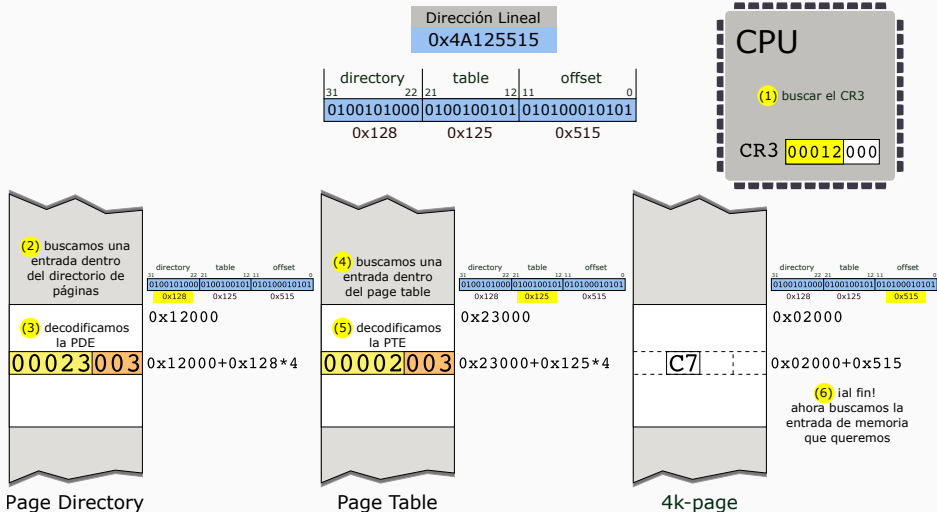 Dirección Lineal
0x4A125515
directory table offset
31 22 21 12 11 0
0100101000 0100100101 010100010101
0x128 0x125 0x515
CPU
(1) buscar el CR3
CR3 00012 000
(2) buscamos una
entrada dentro
del directorio de
páginas
directory table offset
31 22 21 12 11 0
0100101000 0100100101 010100010101
0x128 0x125 0x515
0x12000
(3) decodificamos
la PDE
00023 003
0x12000+0x128*4
Page Directory
(4) buscamos una
entrada dentro
del page table
directory table offset
31 22 21 12 11 0
0100101000 0100100101 010100010101
0x128 0x125 0x515
0x23000
(5) decodificamos
la PTE
00002 003
0x23000+0x125*4
Page Table
directory table offset
31 22 21 12 11 0
0100101000 0100100101 010100010101
0x128 0x125 0x515
0x02000
C7
0x02000+0x515
(6) ¡al fin!
ahora buscamos la
entrada de memoria
que queremos
4k-page